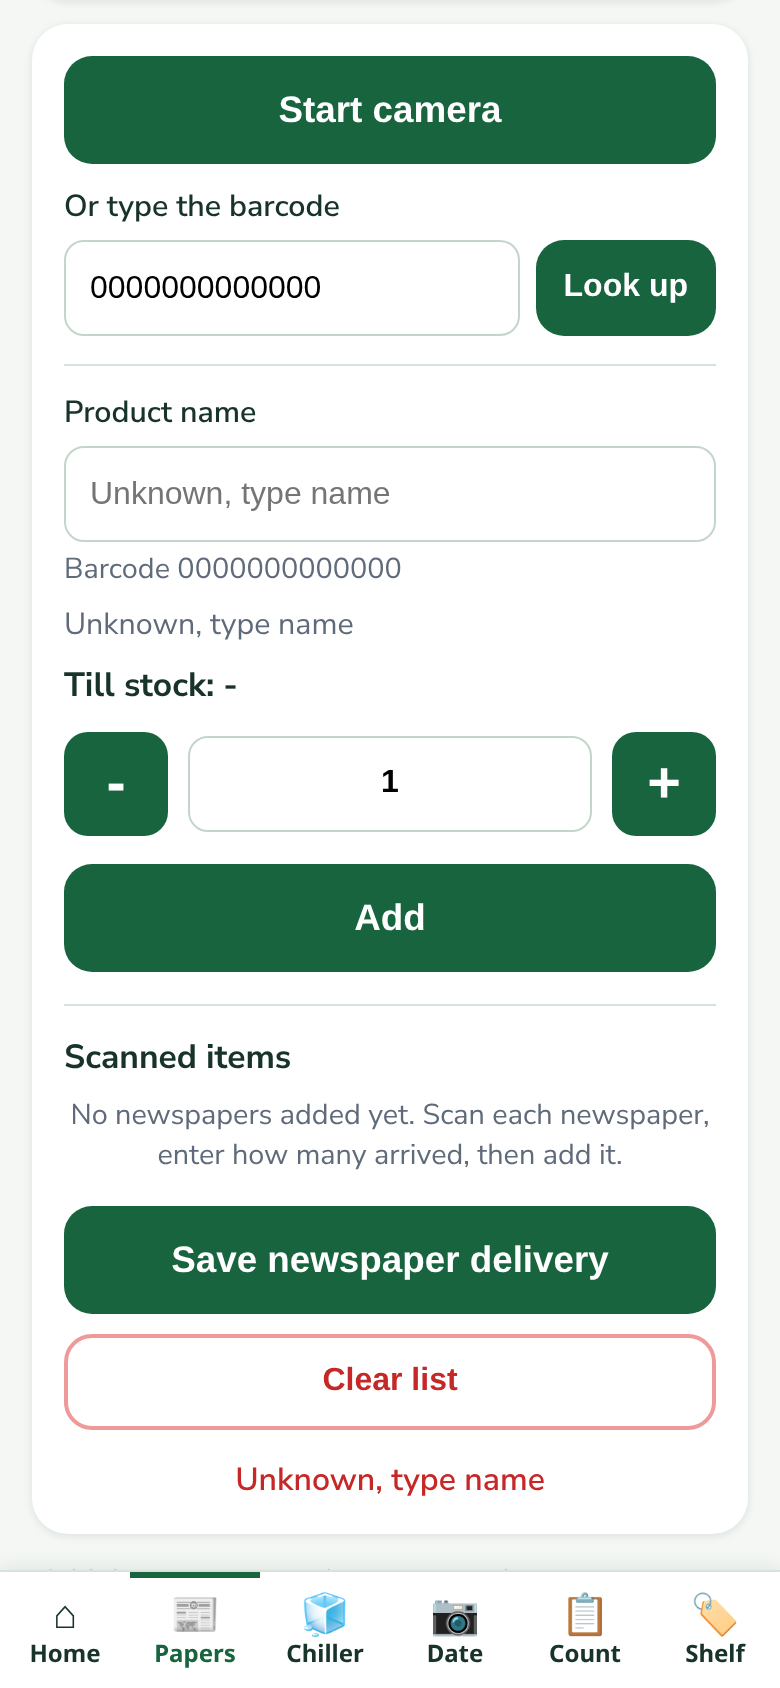 Start camera
Or type the barcode
0000000000000
Look up
Product name
Unknown, type name
Barcode 0000000000000
Unknown, type name
Till stock: -
-
1
+
Add
Scanned items
No newspapers added yet. Scan each newspaper,
enter how many arrived, then add it.
Save newspaper delivery
Clear list
Unknown, type name
Home
Papers
Chiller
Date
Count
Shelf